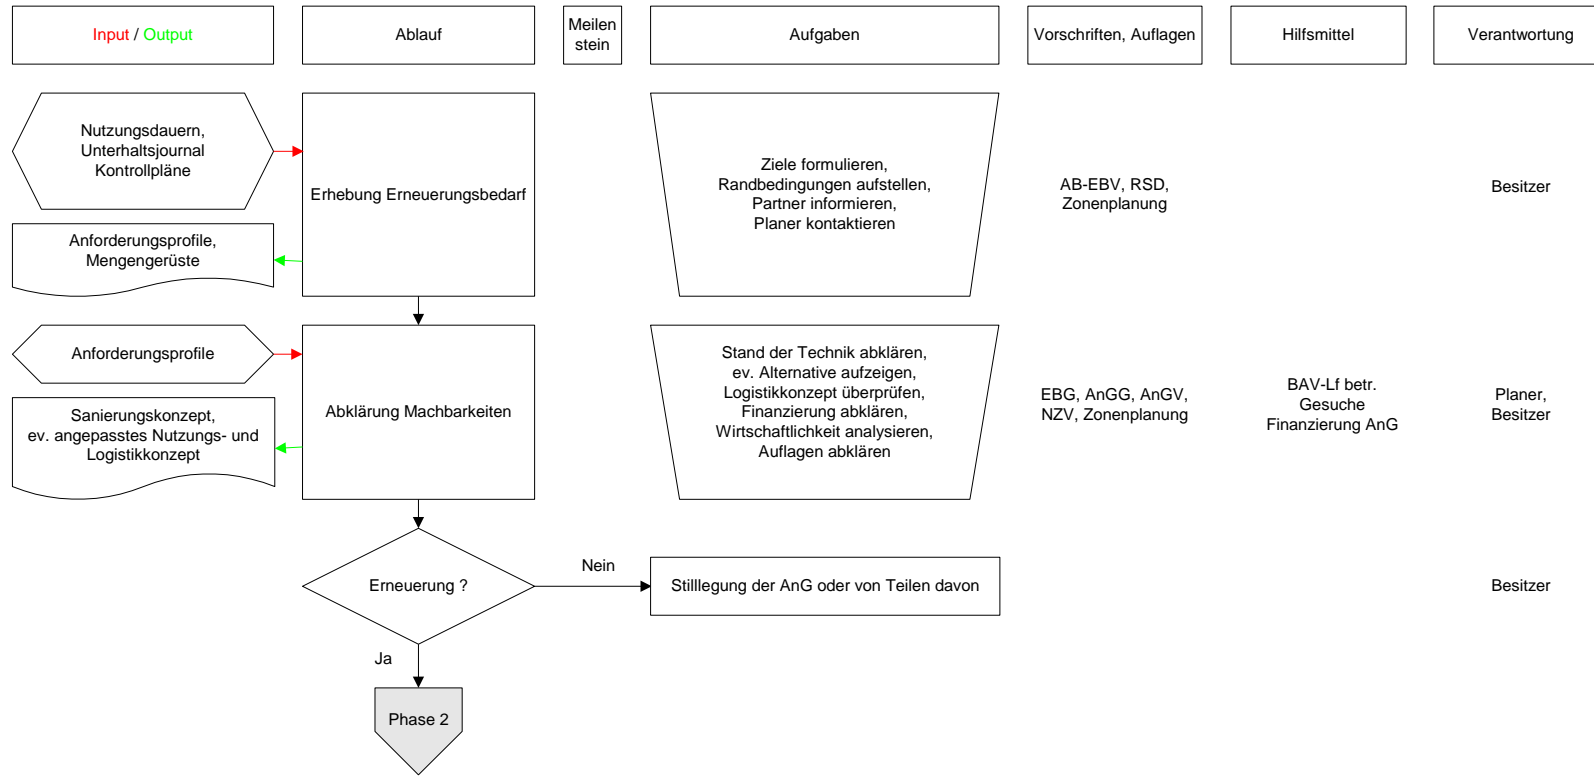 Input / Output
Ablauf
Meilen
stein
Aufgaben
Vorschriften, Auflagen
Hilfsmittel
Verantwortung
Nutzungsdauern,
Unterhaltsjournal
Kontrollpläne
Erhebung Erneuerungsbedarf
Ziele formulieren,
Randbedingungen aufstellen,
Partner informieren,
Planer kontaktieren
AB-EBV, RSD,
Zonenplanung
Besitzer
Anforderungsprofile,
Mengengerüste
Anforderungsprofile
Abklärung Machbarkeiten
Stand der Technik abklären,
ev. Alternative aufzeigen,
Logistikkonzept überprüfen,
Finanzierung abklären,
Wirtschaftlichkeit analysieren,
Auflagen abklären
EBG, AnGG, AnGV,
NZV, Zonenplanung
BAV-Lf betr.
Gesuche
Finanzierung AnG
Planer,
Besitzer
Sanierungskonzept,
ev. angepasstes Nutzungs- und
Logistikkonzept
Erneuerung ?
Nein
Stilllegung der AnG oder von Teilen davon
Besitzer
Ja
Phase 2